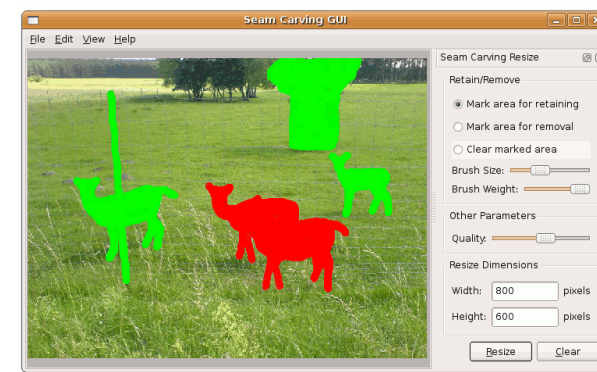 Seam Carving GUI
File Edit View Help
Seam Carving Resize
Retain/Remove
Mark area for retaining
Mark area for removal
Clear marked area
Brush Size:
Brush Weight:
Other Parameters
Quality:
Resize Dimensions
Width: 800 pixels
Height: 600 pixels
Resize Clear